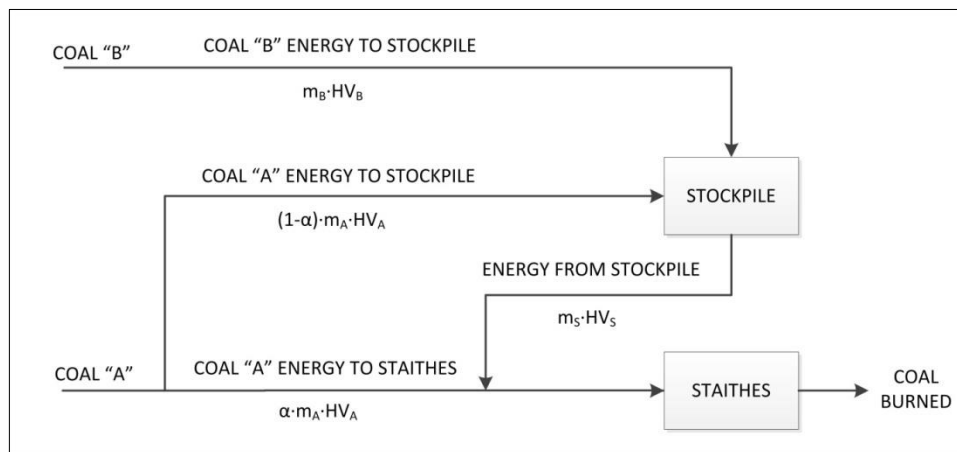 COAL “B”
COAL “B” ENERGY TO STOCKPILE
m_B·HV_B
COAL “A” ENERGY TO STOCKPILE
(1-α)·m_A·HV_A
STOCKPILE
ENERGY FROM STOCKPILE
m_S·HV_S
COAL “A”
COAL “A” ENERGY TO STAITHES
α·m_A·HV_A
STAITHES
COAL
BURNED